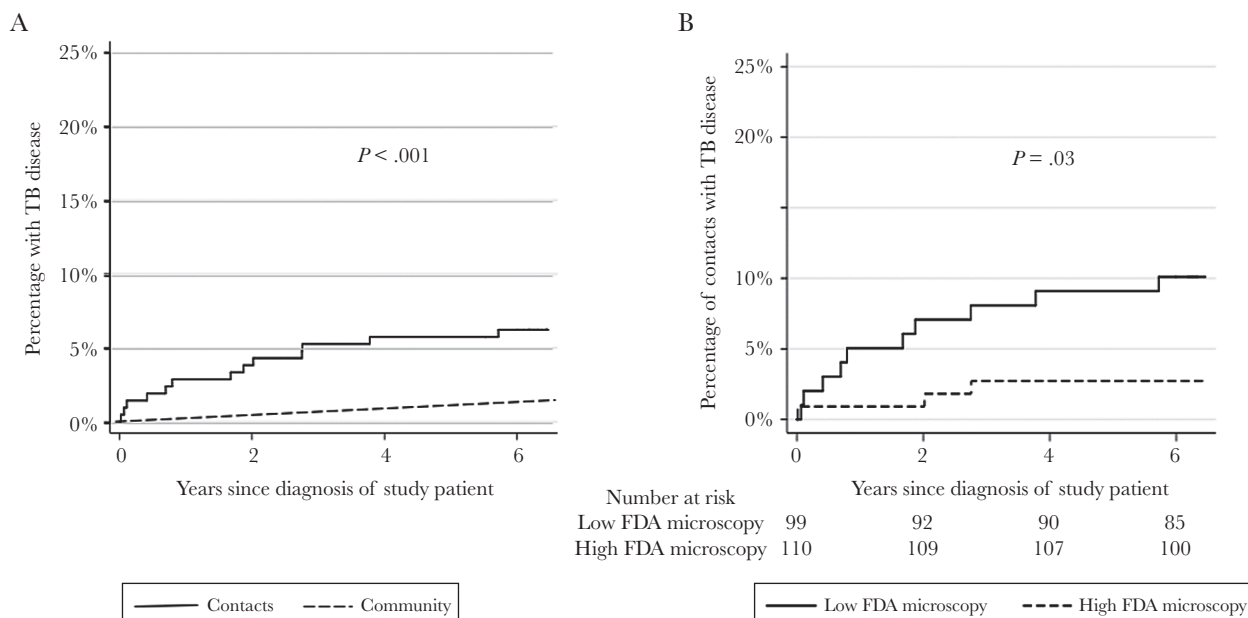 A
25%
20%
15%
10%
5%
0%
Percentage with TB disease
P < .001
0 2 4 6
Years since diagnosis of study patient
Contacts Community
B
25%
20%
10%
5%
0%
Percentage of contacts with TB disease
P = .03
0 2 4 6
Years since diagnosis of study patient
Number at risk
Low FDA microscopy 99 92 90 85
High FDA microscopy 110 109 107 100
Low FDA microscopy High FDA microscopy